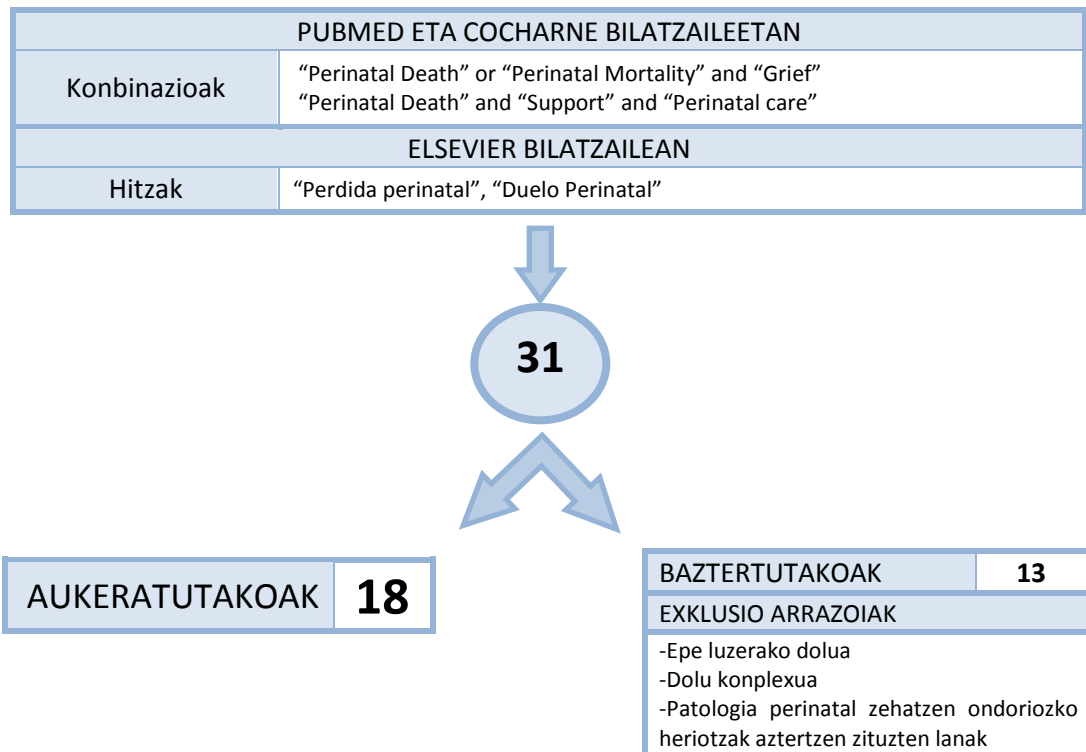 PUBMED ETA COCHARNE BILATZAILEETAN
Konbinazioak
“Perinatal Death” or “Perinatal Mortality” and “Grief”
“Perinatal Death” and “Support” and “Perinatal care”
ELSEVIER BILATZAILEAN
Hitzak
“Perdida perinatal”, “Duelo Perinatal”
31
AUKERATUTAKOAK 18
BAZTERTUTAKOAK 13
EXKLUSIO ARRAZOIAK
-Epe luzerako dolua
-Dolu konplexua
-Patologia perinatal zehatzen ondoriozko
heriotzak aztertzen zituzten lanak